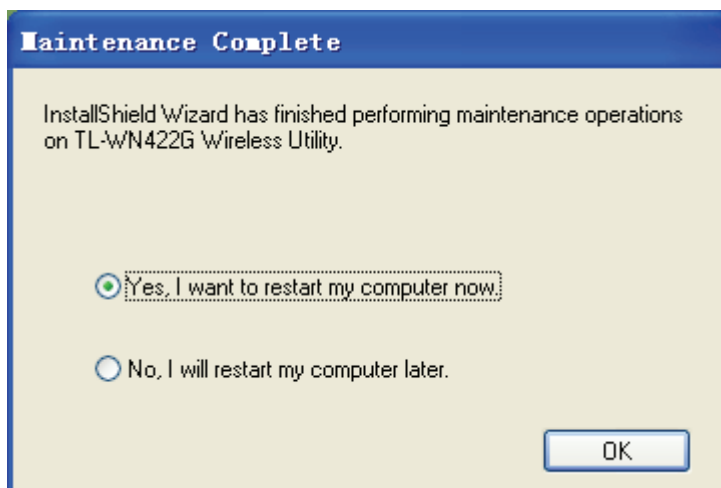 Maintenance Complete
InstallShield Wizard has finished performing maintenance operations
on TL-WN422G Wireless Utility.
Yes, I want to restart my computer now.
No, I will restart my computer later.
OK